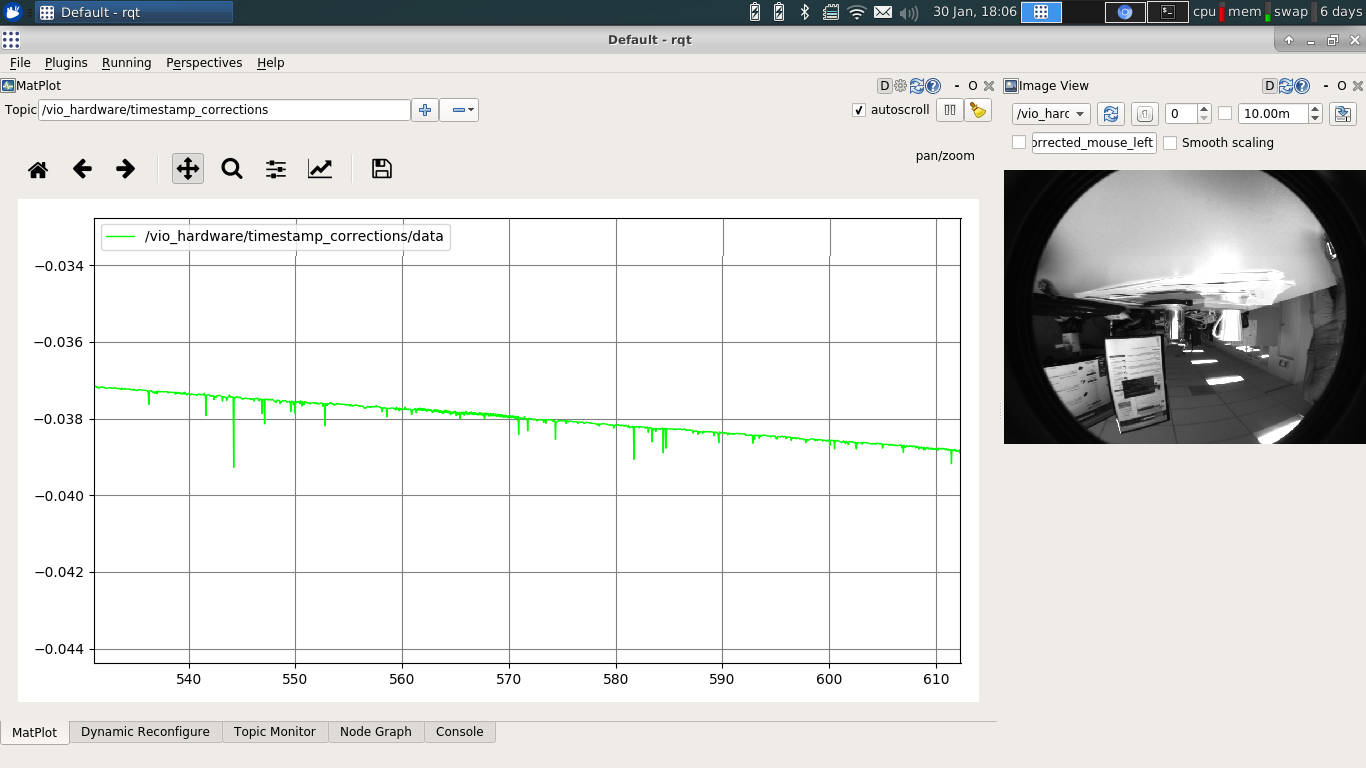 Default - rqt
30 Jan, 18:06
cpu mem swap 6 days
Default - rqt
File Plugins Running Perspectives Help
MatPlot
D - O
Image View
D - O
Topic /vio_hardware/timestamp_corrections
autoscroll
/vio_harc 0 10.00m
orrected_mouse_left Smooth scaling
pan/zoom
/vio_hardware/timestamp_corrections/data
−0.034
−0.036
−0.038
−0.040
−0.042
−0.044
540 550 560 570 580 590 600 610
MatPlot Dynamic Reconfigure Topic Monitor Node Graph Console